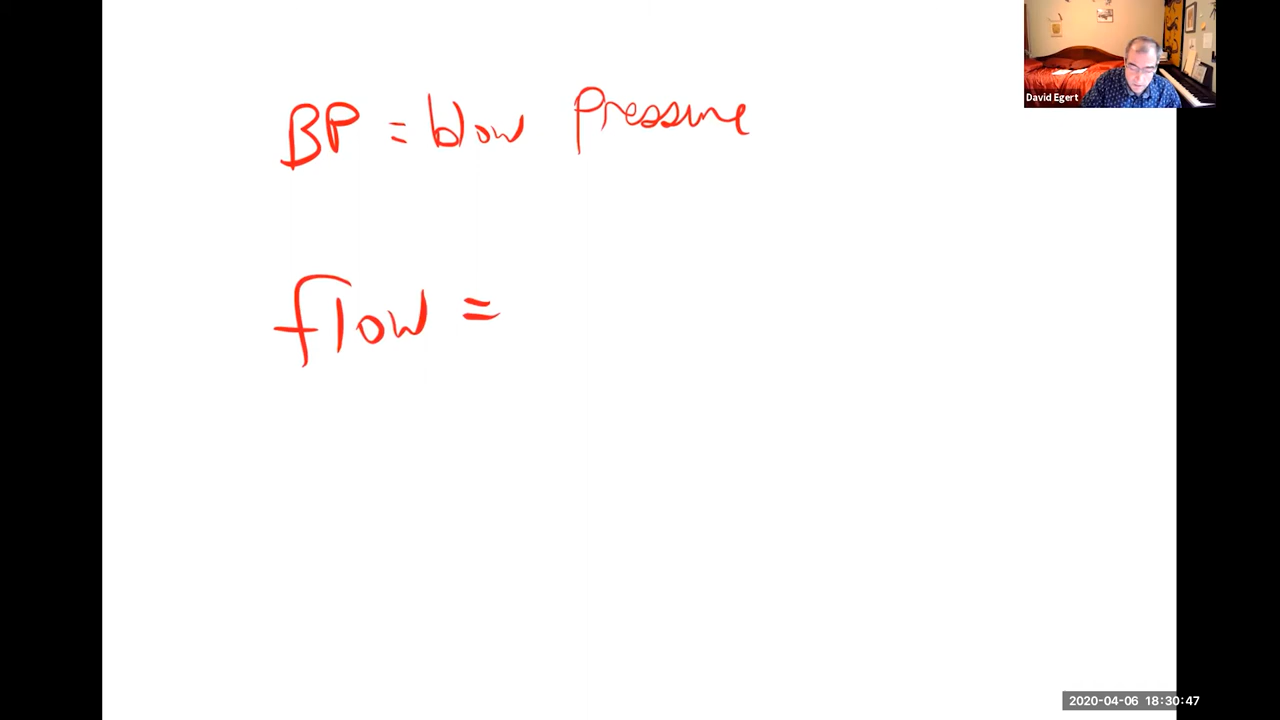 BP = blow Pressure
David Egert
flow =
2020-04-06 18:30:47